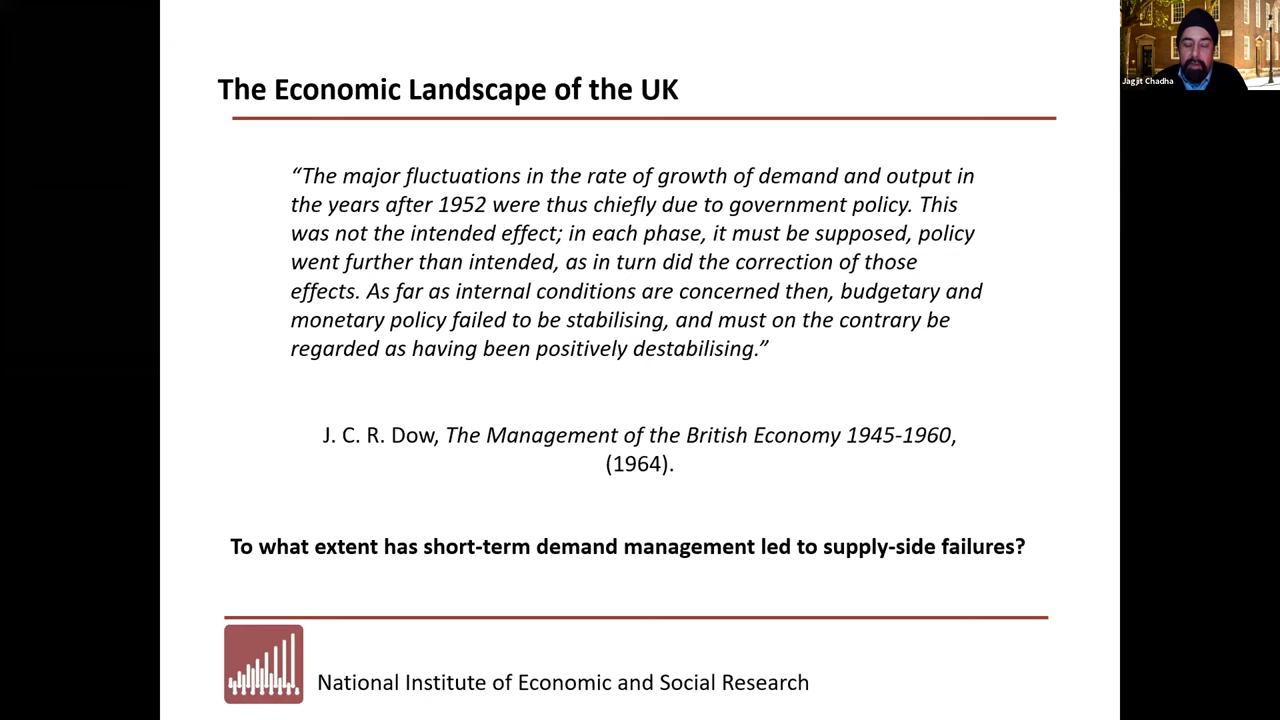 The Economic Landscape of the UK
“The major fluctuations in the rate of growth of demand and output in
the years after 1952 were thus chiefly due to government policy. This
was not the intended effect; in each phase, it must be supposed, policy
went further than intended, as in turn did the correction of those
effects. As far as internal conditions are concerned then, budgetary and
monetary policy failed to be stabilising, and must on the contrary be
regarded as having been positively destabilising.”
J. C. R. Dow, The Management of the British Economy 1945-1960,
(1964).
To what extent has short-term demand management led to supply-side failures?
National Institute of Economic and Social Research
Jagjit Chadha